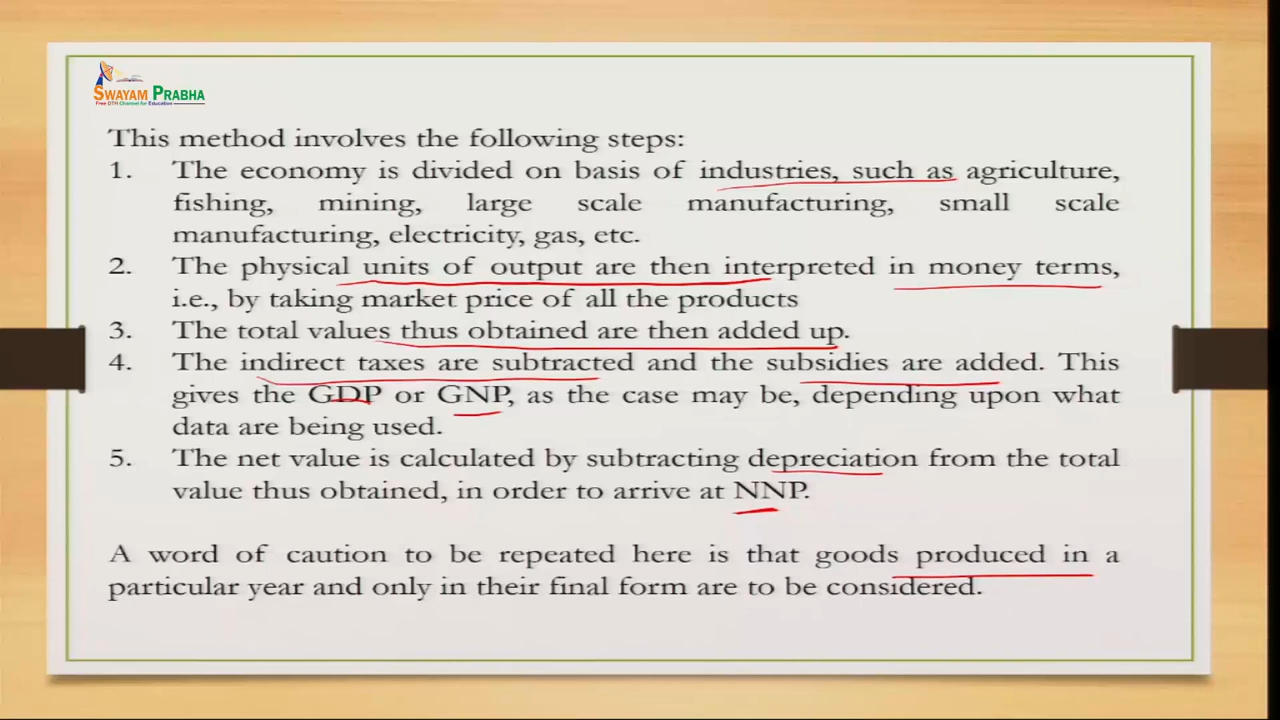 SWAYAM PRABHA
Free DTH Channel for Education
This method involves the following steps:
1. The economy is divided on basis of industries, such as agriculture,
fishing, mining, large scale manufacturing, small scale
manufacturing, electricity, gas, etc.
2. The physical units of output are then interpreted in money terms,
i.e., by taking market price of all the products
3. The total values thus obtained are then added up.
4. The indirect taxes are subtracted and the subsidies are added. This
gives the GDP or GNP, as the case may be, depending upon what
data are being used.
5. The net value is calculated by subtracting depreciation from the total
value thus obtained, in order to arrive at NNP.
A word of caution to be repeated here is that goods produced in a
particular year and only in their final form are to be considered.